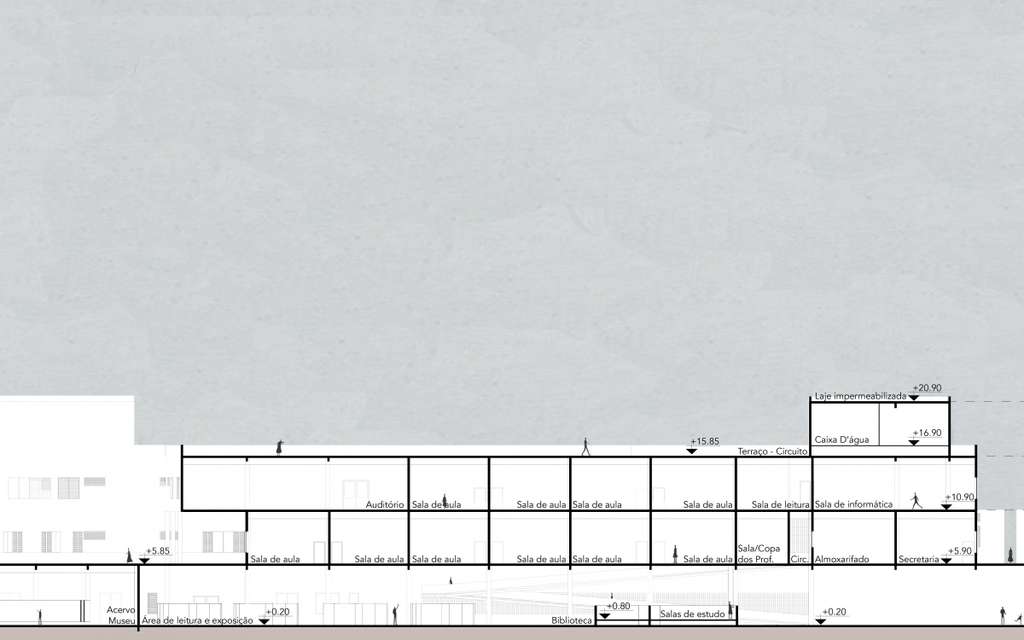 +20.90
Laje impermeabilizada
Caixa D'água
+16.90
+15.85
Terraço - Circuito
Auditório
Sala de aula
Sala de aula
Sala de aula
Sala de aula
Sala de leitura
Sala de informática
+10.90
+5.85
Sala de aula
Sala de aula
Sala de aula
Sala de aula
Sala de aula
Sala de aula
Sala/Copa
dos Prof.
Circ.
Almoxarifado
Secretaria
+5.90
Acervo
Museu
Área de leitura e exposição
+0.20
Biblioteca
+0.80
Salas de estudo
+0.20